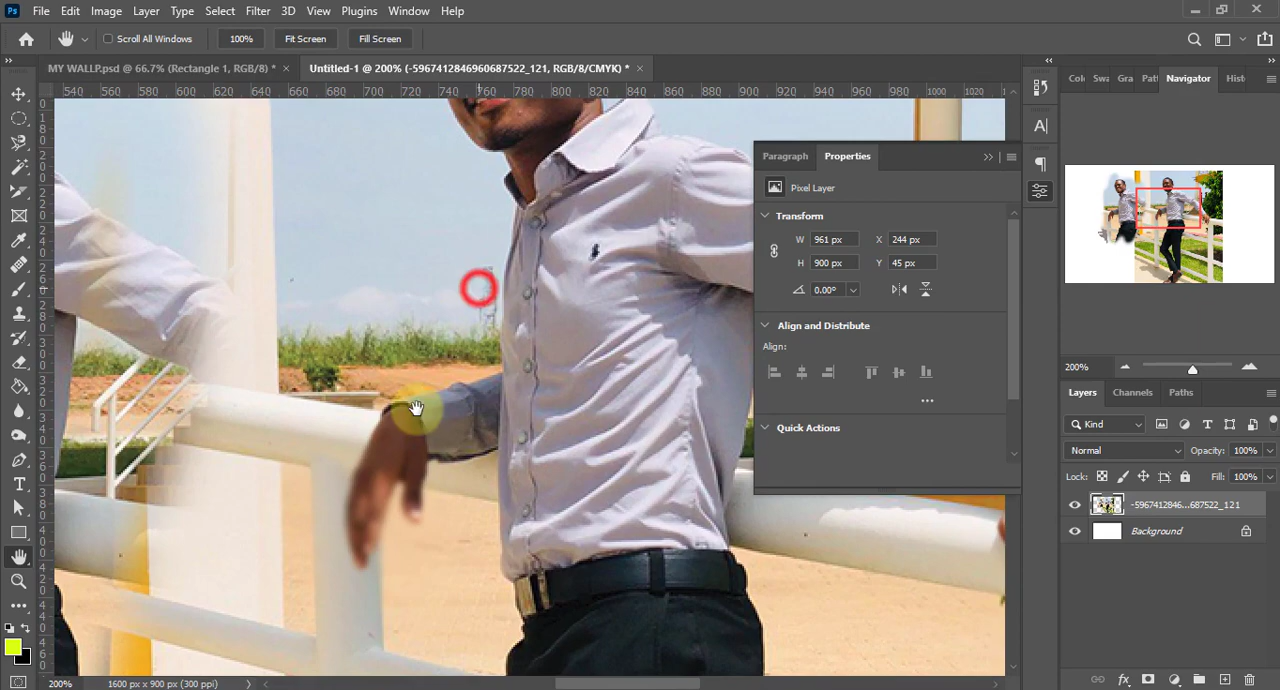 Ps File Edit Image Layer Type Select Filter 3D View Plugins Window Help
Scroll All Windows 100% Fit Screen Fill Screen
MY WALLP.psd @ 66.7% (Rectangle 1, RGB/8) * × Untitled-1 @ 200% (-5967412846960687522_121, RGB/8/CMYK) * ×
540 560 580 600 620 640 660 680 700 720 740 760 780 800 820 840 860 880 900 920 940 960 980 1000 1020
Swa Gra Navigator Hist
Paragraph Properties
Pixel Layer
Transform
W 961 px X 244 px
H 900 px Y 45 px
0.00°
Align and Distribute
Align:
Quick Actions
200%
Layers Channels Paths
Kind
Normal Opacity: 100%
Lock: Fill: 100%
-5967412846...687522_121
Background
200% 1600 px x 900 px (300 ppi)